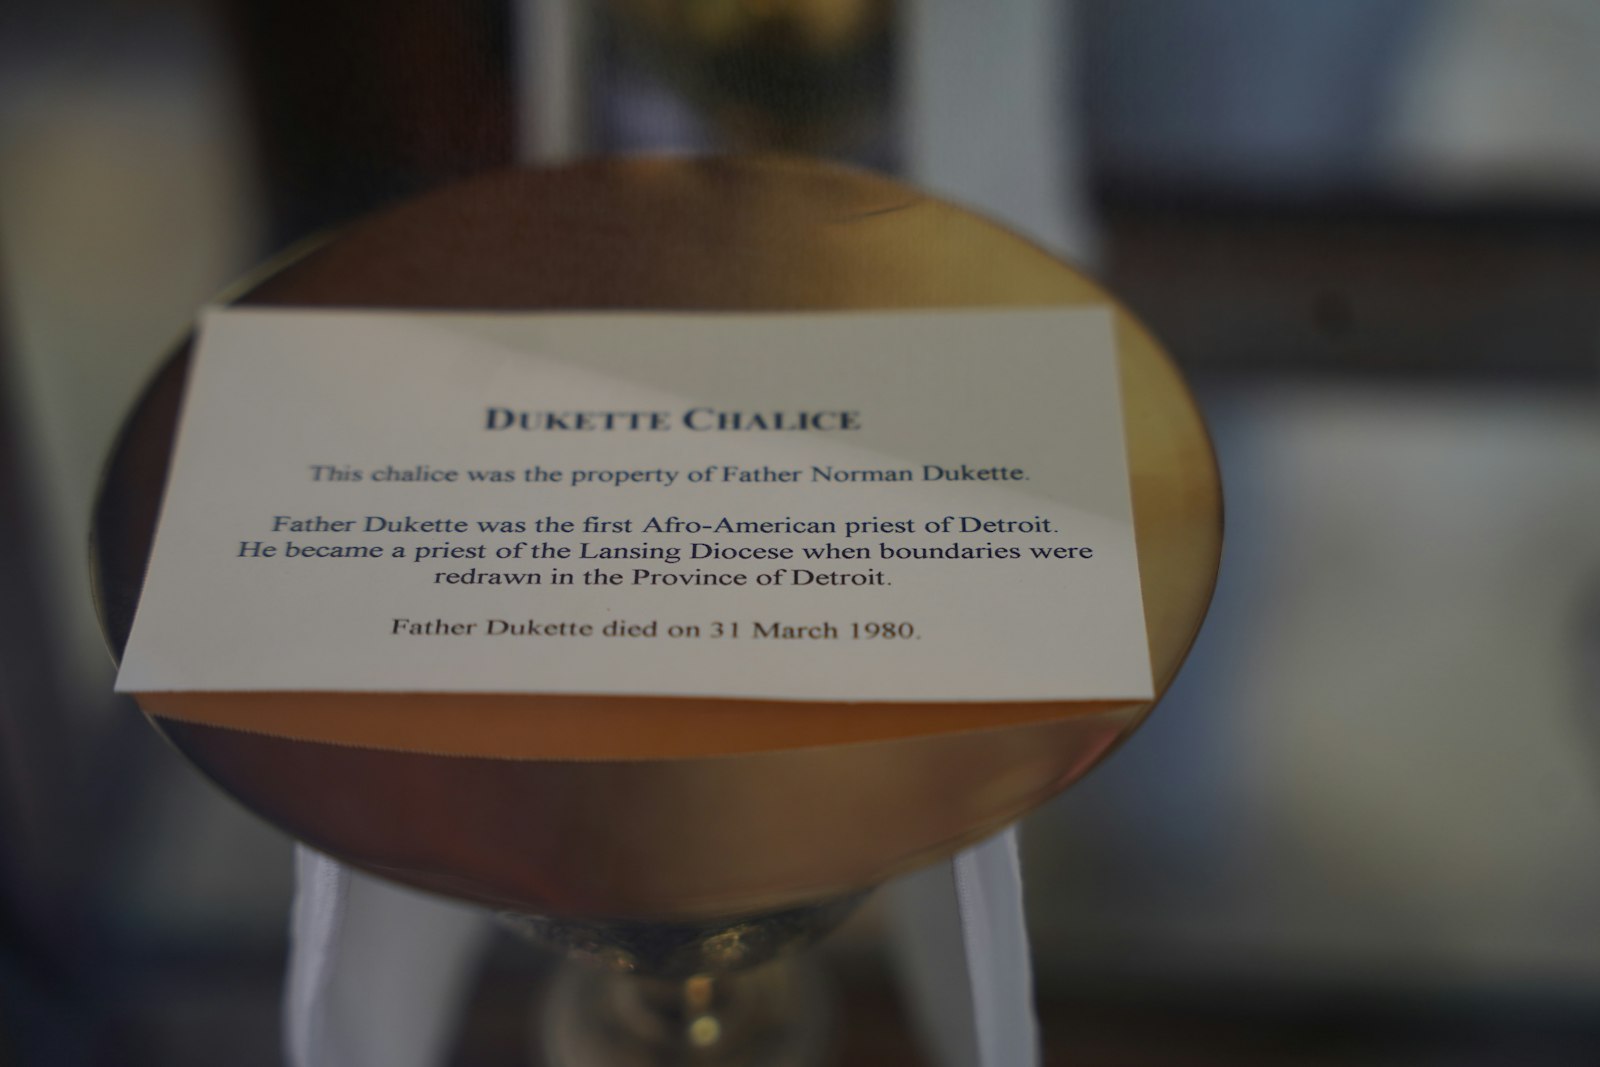 DUKETTE CHALICE
This chalice was the property of Father Norman Dukette.
Father Dukette was the first Afro-American priest of Detroit.
He became a priest of the Lansing Diocese when boundaries were
redrawn in the Province of Detroit.
Father Dukette died on 31 March 1980.